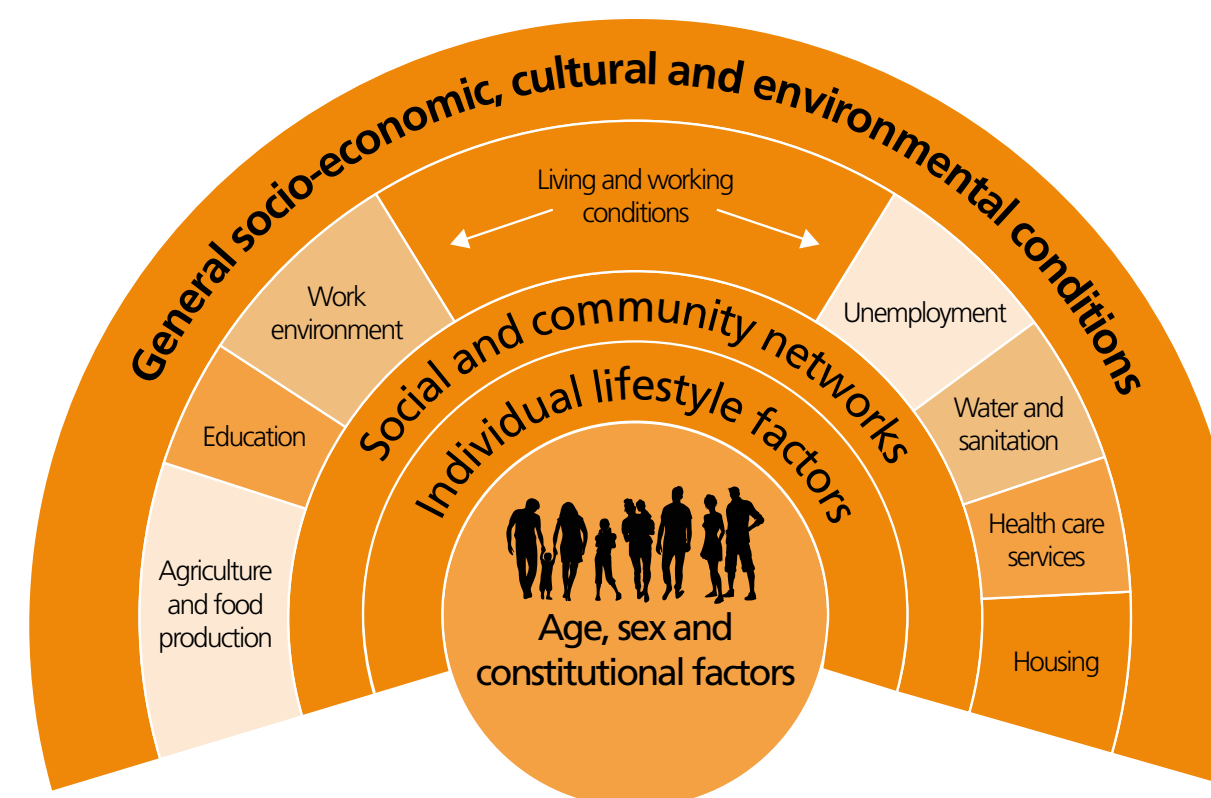 General socio-economic, cultural and environmental conditions
Living and working
conditions
Work
environment
Unemployment
Social and community networks
Individual lifestyle factors
Education
Water and
sanitation
Health care
services
Agriculture
and food
production
Age, sex and
constitutional factors
Housing